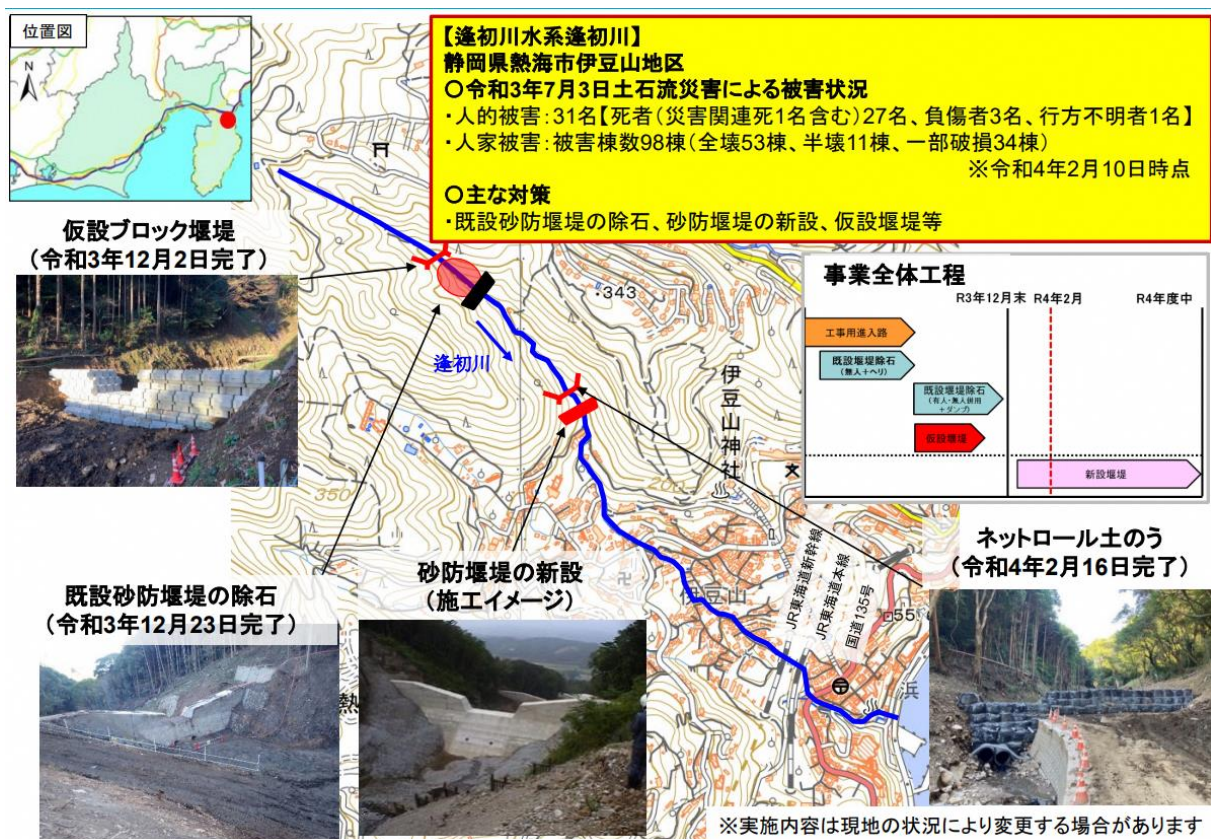 位置図
N
【逢初川水系逢初川】
静岡県熱海市伊豆山地区
〇令和3年7月3日土石流災害による被害状況
・人的被害:31名【死者(災害関連死1名含む)27名、負傷者3名、行方不明者1名】
・人家被害:被害棟数98棟(全壊53棟、半壊11棟、一部破損34棟)
※令和4年2月10日時点
〇主な対策
・既設砂防堰堤の除石、砂防堰堤の新設、仮設堰堤等
仮設ブロック堰堤
(令和3年12月2日完了)
事業全体工程
R3年12月末
R4年2月
R4年度中
工事用進入路
既設堰堤除石
(無人+ヘリ)
既設堰堤除石
(有人・無人併用
+ダンプ)
仮設堰堤
新設堰堤
・343
逢初川
伊豆山神社
350
200
文
伊豆山
JR東海道新幹線
JR東海道本線
国道135号
55
浜
熱
既設砂防堰堤の除石
(令和3年12月23日完了)
砂防堰堤の新設
(施工イメージ)
ネットロール土のう
(令和4年2月16日完了)
※実施内容は現地の状況により変更する場合があります